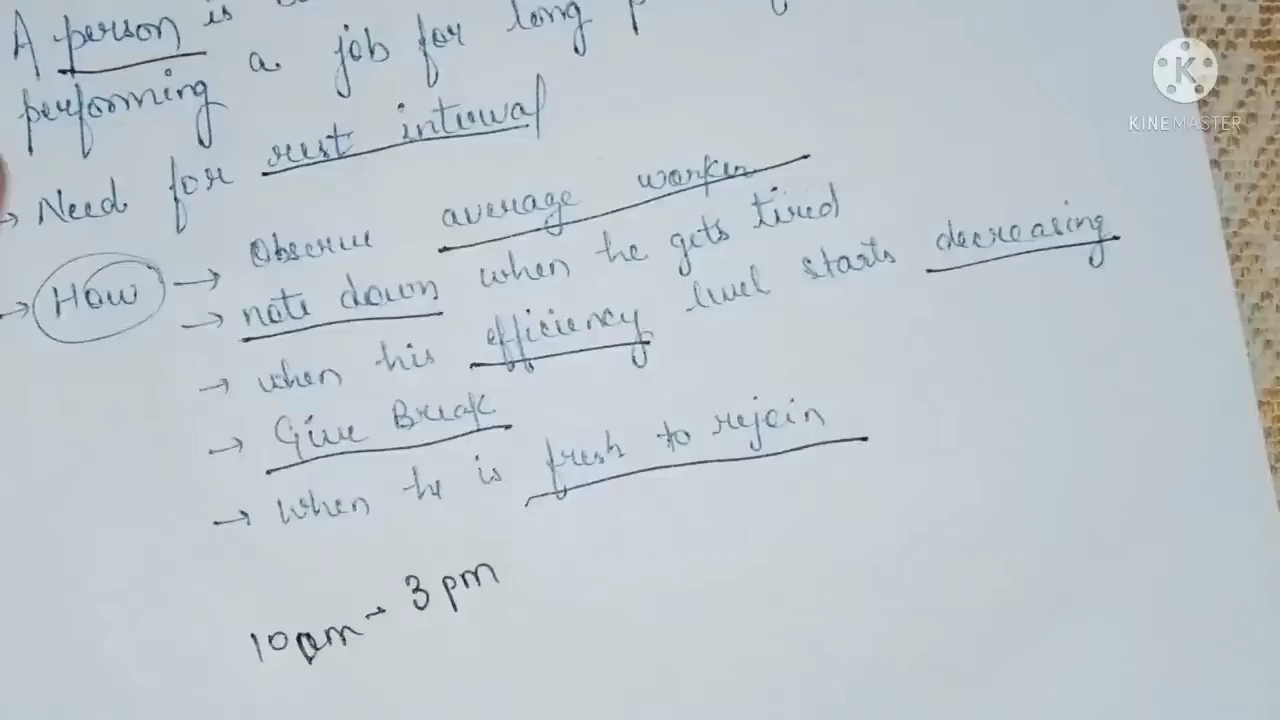 A person is
performing a job for long
→ Need for rest interval
→ How → Observe average worker
→ note down when he gets tired
→ when his efficiency level starts decreasing
→ Give Break
→ When he is fresh to rejoin
10am - 3 pm
KINEMASTER